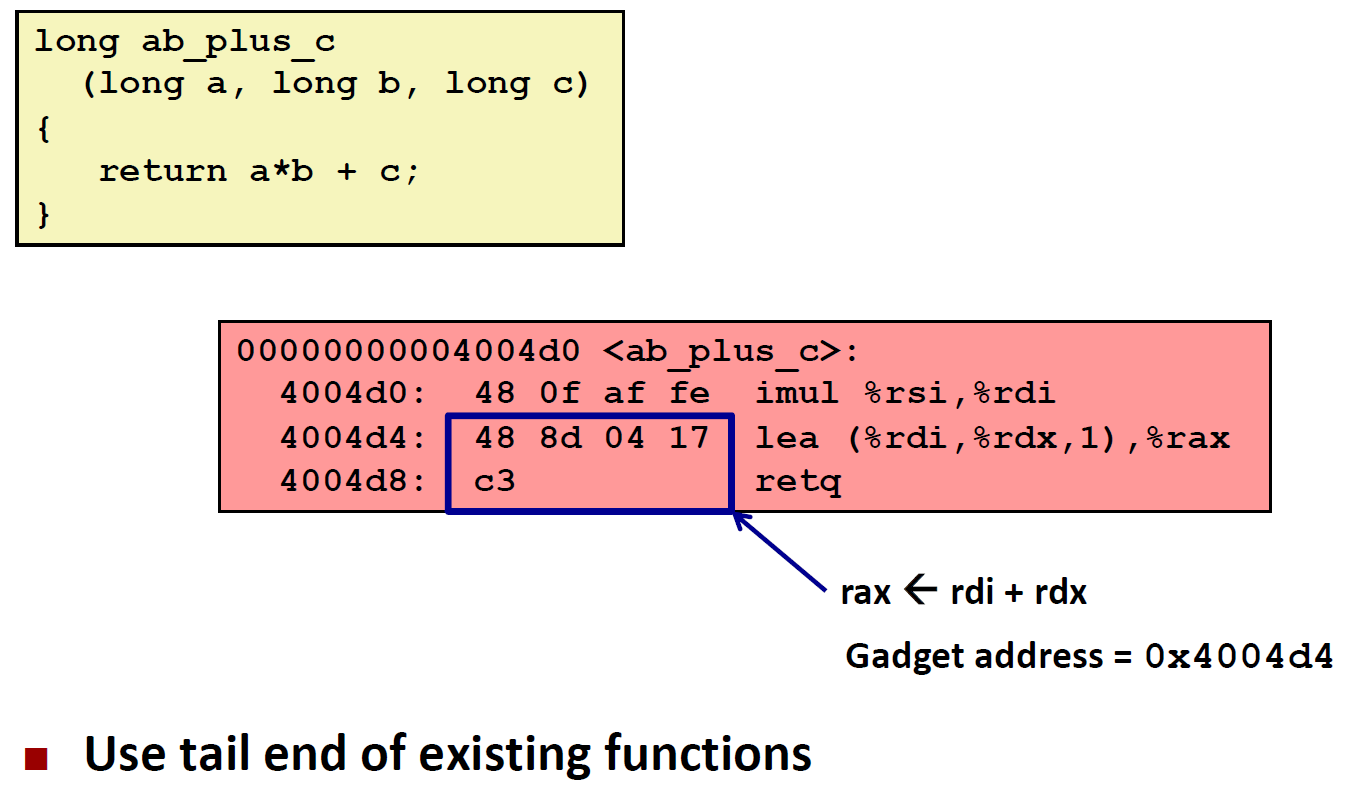 long ab_plus_c
(long a, long b, long c)
{
return a*b + c;
}
00000000004004d0 <ab_plus_c>:
4004d0: 48 0f af fe imul %rsi,%rdi
4004d4: 48 8d 04 17 lea (%rdi,%rdx,1),%rax
4004d8: c3 retq
rax ← rdi + rdx
Gadget address = 0x4004d4
■ Use tail end of existing functions